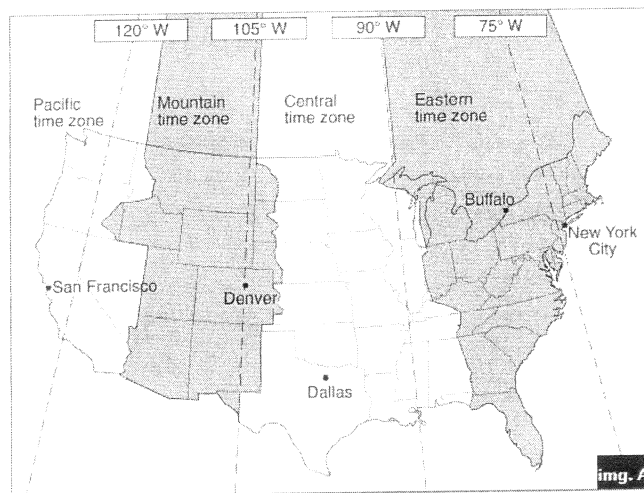 120° W
105° W
90° W
75° W
Pacific
time zone
Mountain
time zone
Central
time zone
Eastern
time zone
Buffalo
New York
City
San Francisco
Denver
Dallas
img. A